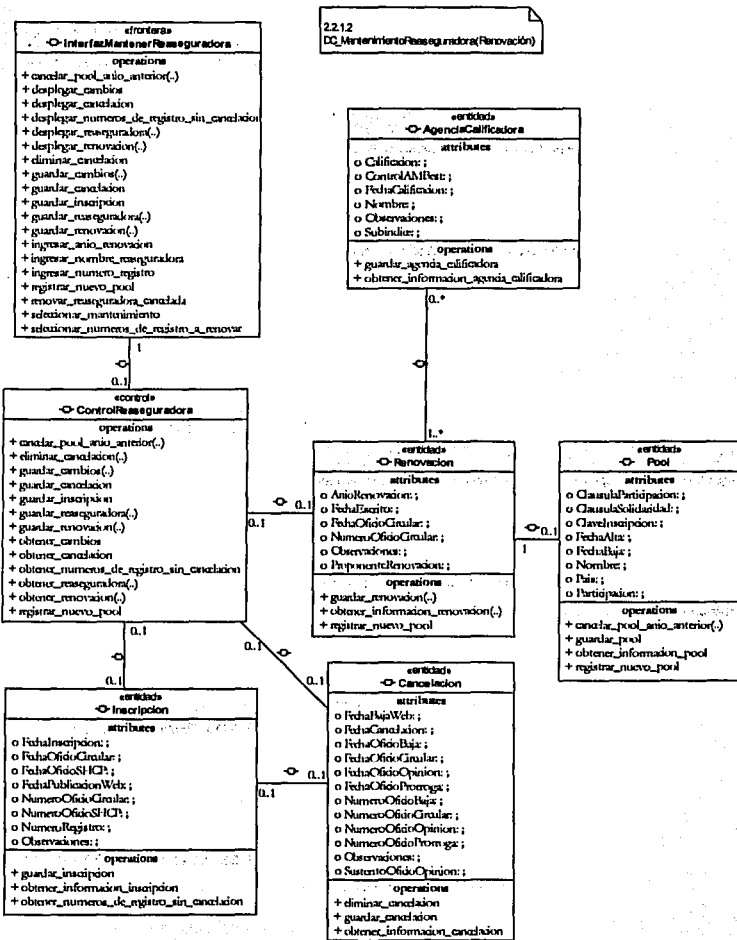 «frontera»
InterfazMantenerReaseguradora
operations
+ cancelar_pool_anio_anterior(..)
+ desplegar_cambios
+ desplegar_cancelacion
+ desplegar_numeros_de_registro_sin_cancelacion
+ desplegar_reaseguradora(..)
+ desplegar_renovacion(..)
+ eliminar_cancelacion
+ guardar_cambios(..)
+ guardar_cancelacion
+ guardar_inscripcion
+ guardar_reaseguradora(..)
+ guardar_renovacion(..)
+ ingresar_anio_renovacion
+ ingresar_nombre_reaseguradora
+ ingresar_numero_registro
+ registrar_nuevo_pool
+ renovar_reaseguradora_cancelada
+ seleccionar_mantenimiento
+ seleccionar_numeros_de_registro_a_renovar
2.2.1.2
DC_MantenimientoReaseguradora(Renovación)
«entidad»
AgenciaCalificadora
attributes
o Calificacion: ;
o ControlAMBest: ;
o FechaCalificacion: ;
o Nombre: ;
o Observaciones: ;
o Subindice: ;
operations
+ guardar_agencia_calificadora
+ obtener_informacion_agencia_calificadora
0..*
1..*
1
0..1
«control»
ControlReaseguradora
operations
+ cancelar_pool_anio_anterior(..)
+ eliminar_cancelacion(..)
+ guardar_cambios(..)
+ guardar_cancelacion
+ guardar_inscripcion
+ guardar_reaseguradora(..)
+ guardar_renovacion(..)
+ obtener_cambios
+ obtener_cancelacion
+ obtener_numeros_de_registro_sin_cancelacion
+ obtener_reaseguradora(..)
+ obtener_renovacion(..)
+ registrar_nuevo_pool
0..1
0..1
«entidad»
Renovacion
attributes
o AnioRenovacion: ;
o FechaEscrito: ;
o FechaOficioCircular: ;
o NumeroOficioCircular: ;
o Observaciones: ;
o ProponenteRenovacion: ;
operations
+ guardar_renovacion(..)
+ obtener_informacion_renovacion(..)
+ registrar_nuevo_pool
1
0..1
«entidad»
Pool
attributes
o ClausulaParticipacion: ;
o ClausulaSolidaridad: ;
o ClaveInscripcion: ;
o FechaAlta: ;
o FechaBaja: ;
o Nombre: ;
o Pais: ;
o Participacion: ;
operations
+ cancelar_pool_anio_anterior(..)
+ guardar_pool
+ obtener_informacion_pool
+ registrar_nuevo_pool
0..1
0..1
0..1
0..1
«entidad»
Inscripcion
attributes
o FechaInscripcion: ;
o FechaOficioCircular: ;
o FechaOficioSHCP: ;
o FechaPublicacionWeb: ;
o NumeroOficioCircular: ;
o NumeroOficioSHCP: ;
o NumeroRegistro: ;
o Observaciones: ;
operations
+ guardar_inscripcion
+ obtener_informacion_inscripcion
+ obtener_numeros_de_registro_sin_cancelacion
0..1
0..1
«entidad»
Cancelacion
attributes
o FechaBajaWeb: ;
o FechaCancelacion: ;
o FechaOficioBaja: ;
o FechaOficioCircular: ;
o FechaOficioOpinion: ;
o FechaOficioProrroga: ;
o NumeroOficioBaja: ;
o NumeroOficioCircular: ;
o NumeroOficioOpinion: ;
o NumeroOficioProrroga: ;
o Observaciones: ;
o SustentoOficioOpinion: ;
operations
+ eliminar_cancelacion
+ guardar_cancelacion
+ obtener_informacion_cancelacion